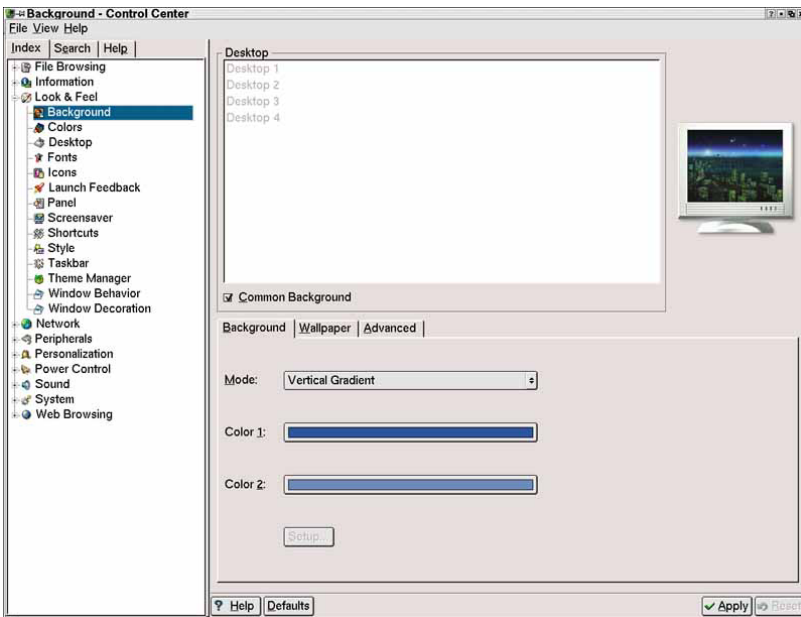 Background - Control Center
File View Help
Index Search Help
File Browsing
Information
Look & Feel
Background
Colors
Desktop
Fonts
Icons
Launch Feedback
Panel
Screensaver
Shortcuts
Style
Taskbar
Theme Manager
Window Behavior
Window Decoration
Network
Peripherals
Personalization
Power Control
Sound
System
Web Browsing
Desktop
Desktop 1
Desktop 2
Desktop 3
Desktop 4
Common Background
Background Wallpaper Advanced
Mode: Vertical Gradient
Color 1:
Color 2:
Setup...
? Help Defaults
Apply Reset